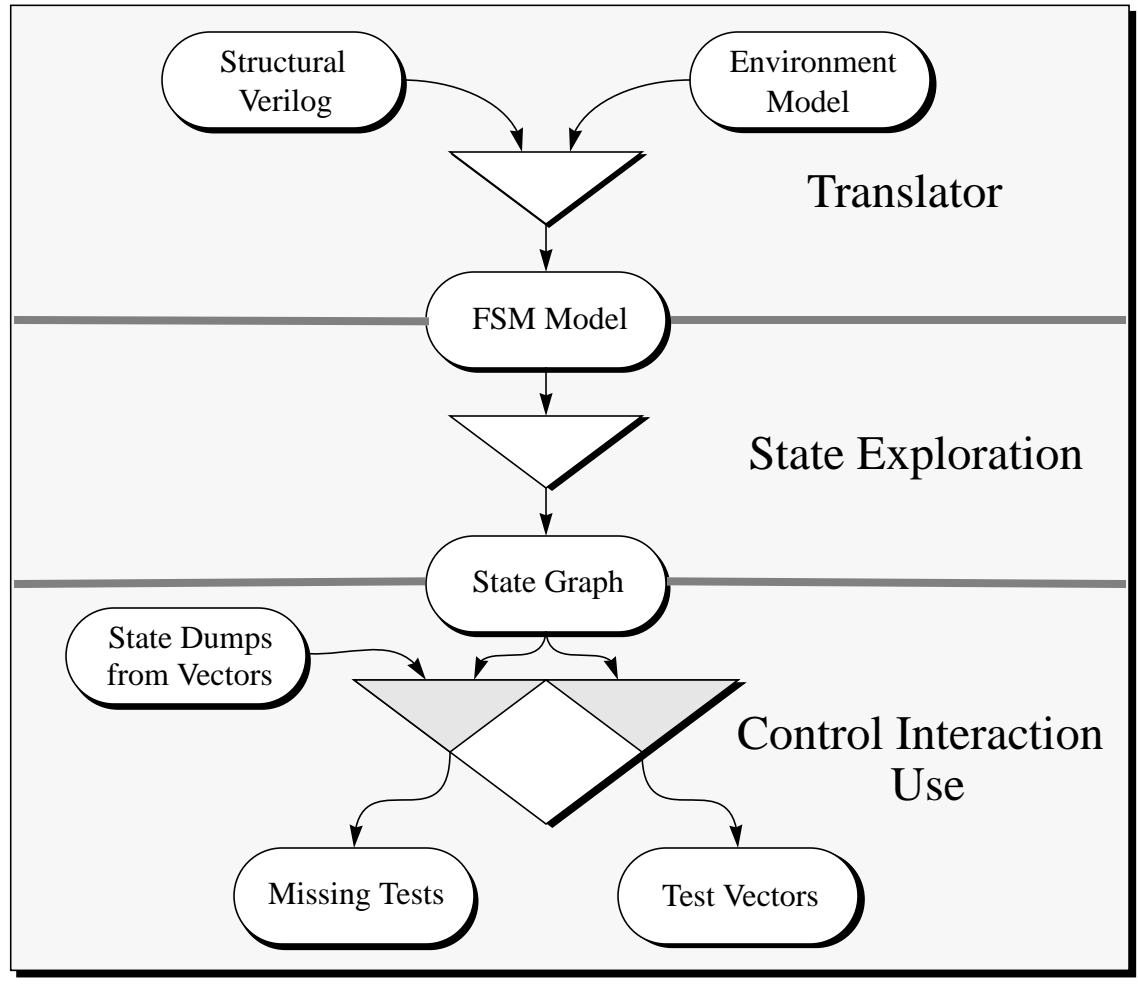 Structural
Verilog
Environment
Model
Translator
FSM Model
State Exploration
State Graph
State Dumps
from Vectors
Control Interaction
Use
Missing Tests
Test Vectors